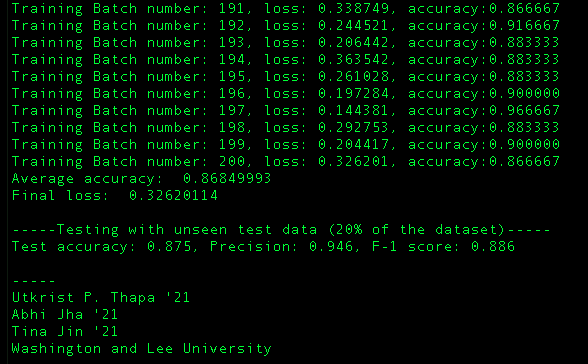 Training Batch number: 191, loss: 0.338749, accuracy:0.866667
Training Batch number: 192, loss: 0.244521, accuracy:0.916667
Training Batch number: 193, loss: 0.206442, accuracy:0.883333
Training Batch number: 194, loss: 0.363542, accuracy:0.883333
Training Batch number: 195, loss: 0.261028, accuracy:0.883333
Training Batch number: 196, loss: 0.197284, accuracy:0.900000
Training Batch number: 197, loss: 0.144381, accuracy:0.966667
Training Batch number: 198, loss: 0.292753, accuracy:0.883333
Training Batch number: 199, loss: 0.204417, accuracy:0.900000
Training Batch number: 200, loss: 0.326201, accuracy:0.866667
Average accuracy:  0.86849993
Final loss:  0.32620114
-----Testing with unseen test data (20% of the dataset)-----
Test accuracy: 0.875, Precision: 0.946, F-1 score: 0.886
-----
Utkrist P. Thapa '21
Abhi Jha '21
Tina Jin '21
Washington and Lee University